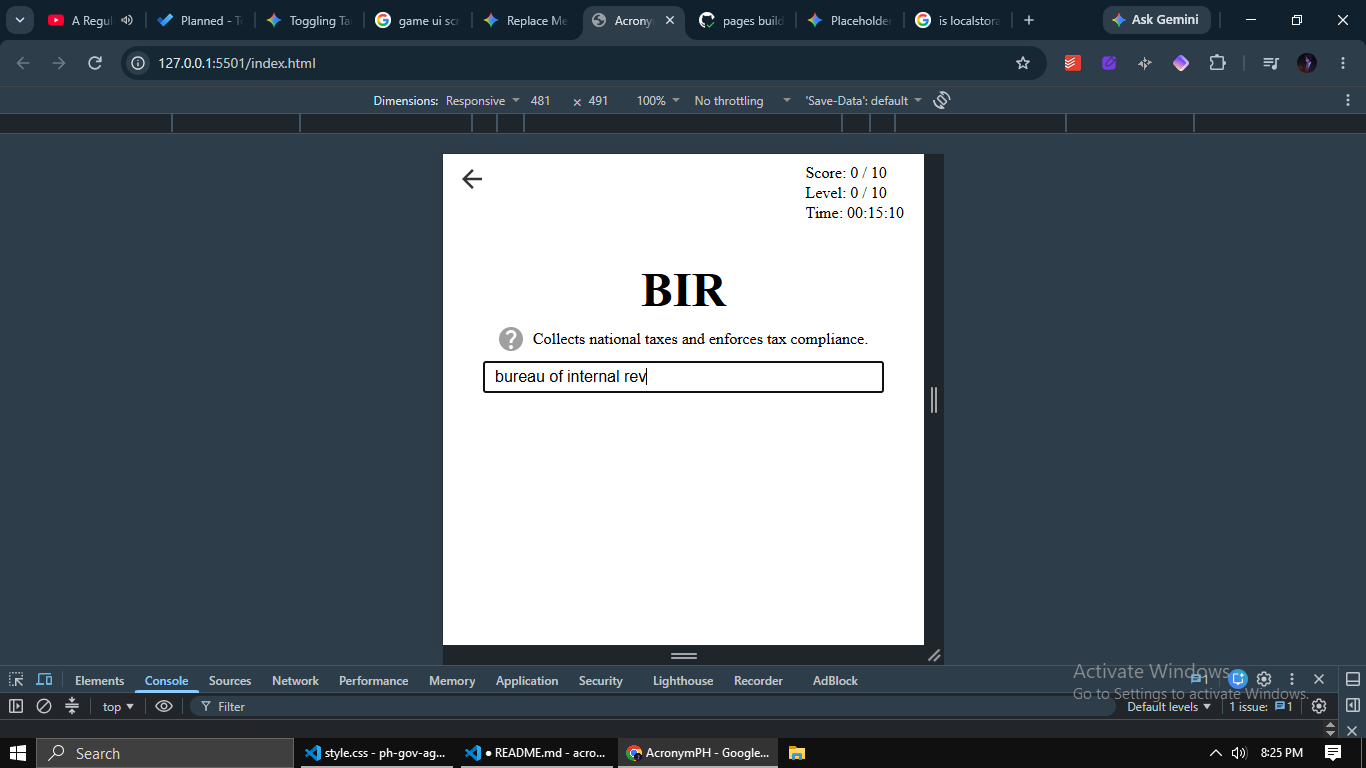 A Regul
Planned - T
Toggling Ta
game ui scr
Replace Me
Acrony
pages build
Placeholder
is localstora
Ask Gemini
127.0.0.1:5501/index.html
Dimensions: Responsive 481 × 491 100% No throttling 'Save-Data': default
Score: 0 / 10
Level: 0 / 10
Time: 00:15:10
BIR
? Collects national taxes and enforces tax compliance.
bureau of internal rev
Activate Windows
Go to Settings to activate Windows.
Elements Console Sources Network Performance Memory Application Security Lighthouse Recorder AdBlock 1
top Filter Default levels 1 issue: 1
Search
style.css - ph-gov-ag...
● README.md - acro...
AcronymPH - Google...
8:25 PM